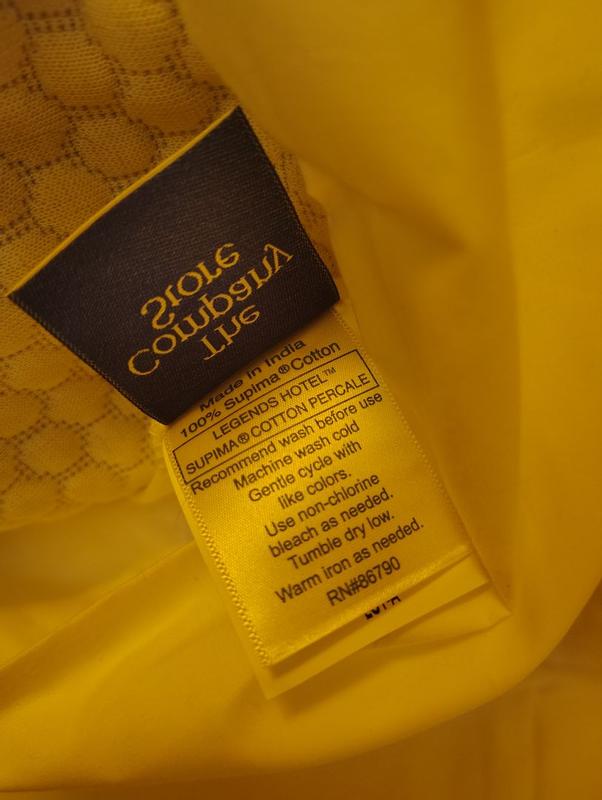 The
Company
Store
Made in India
100% Supima® Cotton
LEGENDS HOTEL™
SUPIMA® COTTON PERCALE
Recommend wash before use
Machine wash cold
Gentle cycle with
like colors.
Use non-chlorine
bleach as needed.
Tumble dry low.
Warm iron as needed.
RN#86790